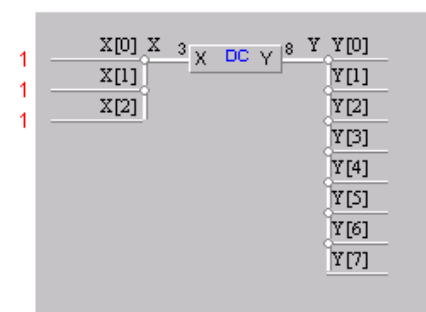 X[0] X 3 X DC Y 8 Y Y[0]
1
X[1] Y[1]
1
X[2] Y[2]
1
Y[3]
Y[4]
Y[5]
Y[6]
Y[7]